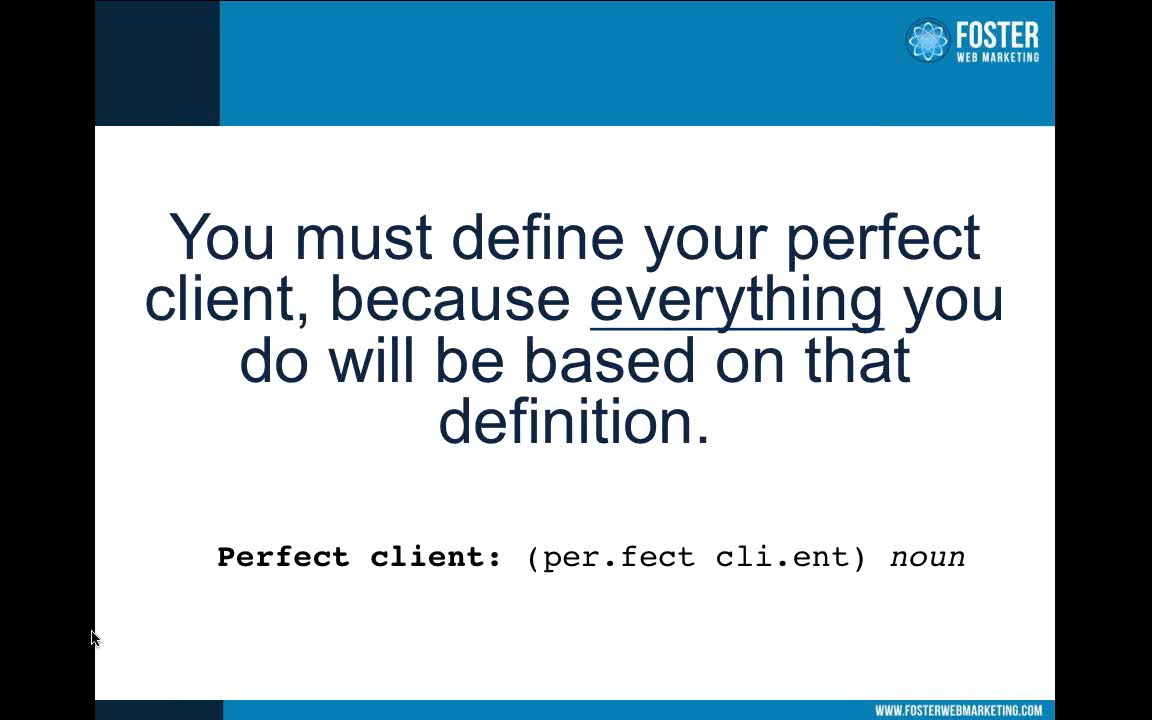 FOSTER
WEB MARKETING
You must define your perfect
client, because everything you
do will be based on that
definition.
Perfect client: (per.fect cli.ent) noun
WWW.FOSTERWEBMARKETING.COM